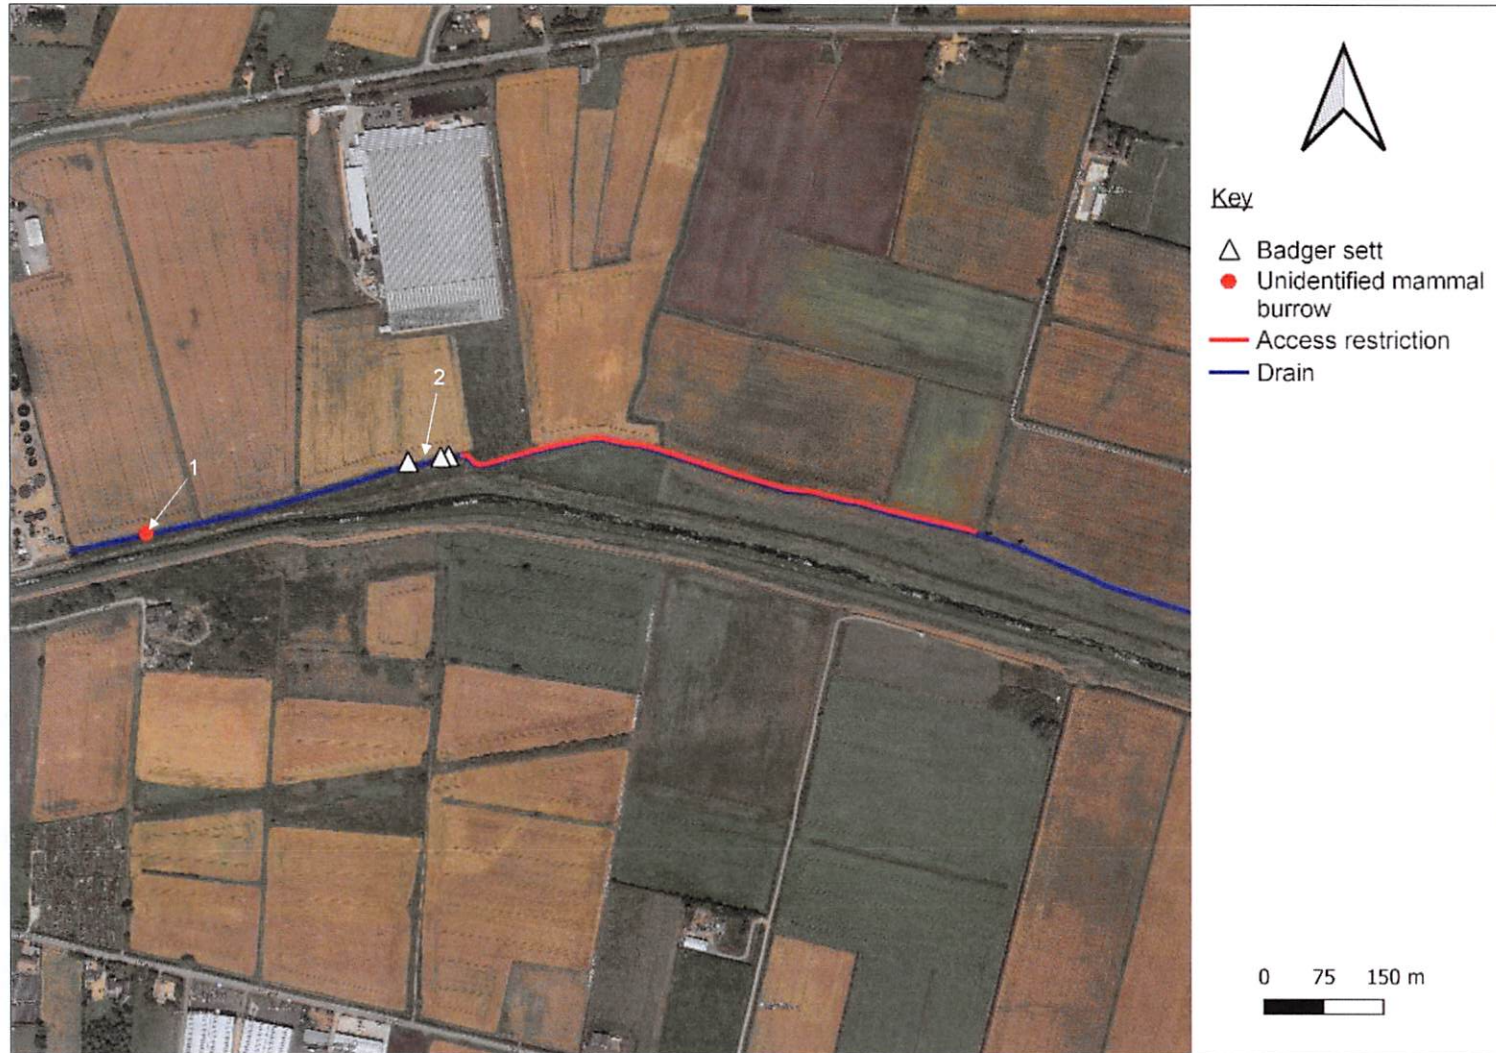 1
2
Key
Badger sett
Unidentified mammal
burrow
Access restriction
Drain
0 75 150 m